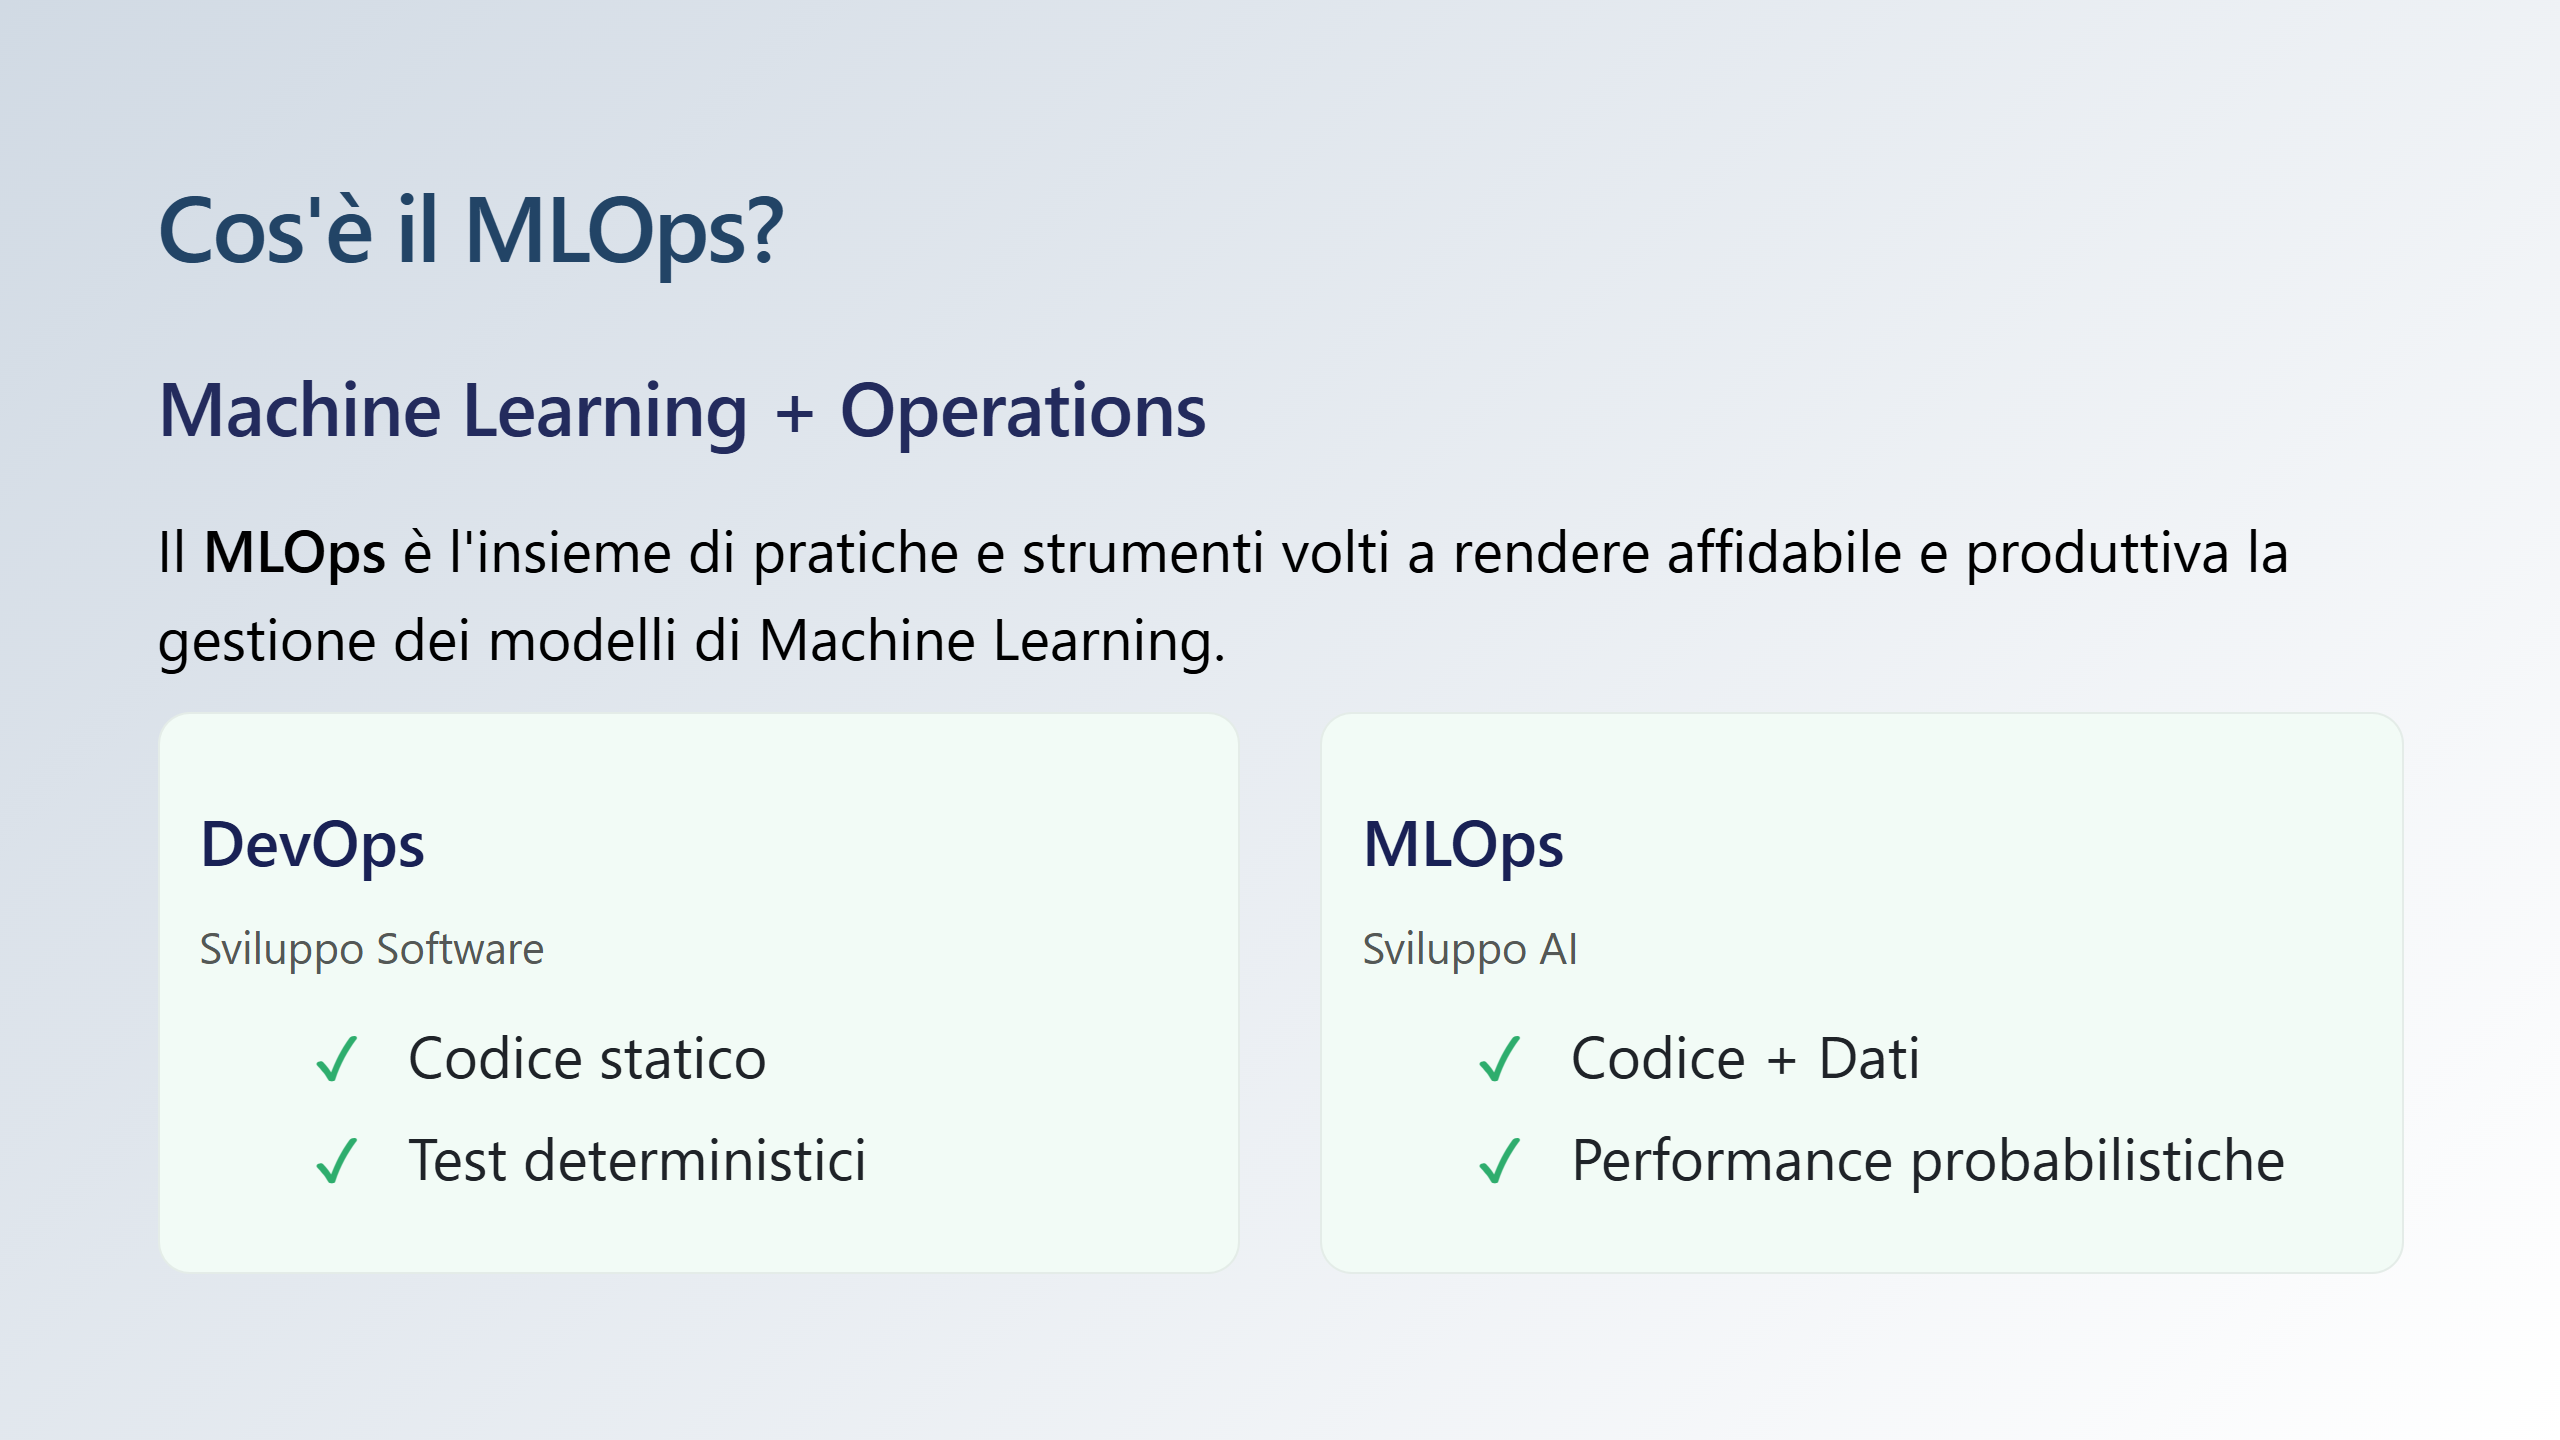 Cos'è il MLOps?
Machine Learning + Operations
Il MLOps è l'insieme di pratiche e strumenti volti a rendere affidabile e produttiva la
gestione dei modelli di Machine Learning.
DevOps
Sviluppo Software
✓ Codice statico
✓ Test deterministici
MLOps
Sviluppo AI
✓ Codice + Dati
✓ Performance probabilistiche